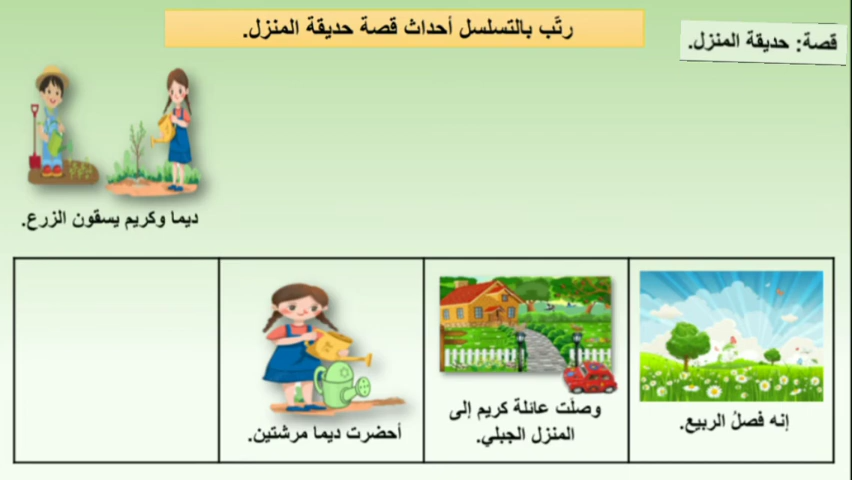 قصة: حديقة المنزل.
رتَّب بالتسلسل أحداث قصة حديقة المنزل.
ديما وكريم يسقون الزرع.
إنه فصلُ الربيع.
وصلَت عائلة كريم إلى
المنزل الجبلي.
أحضرت ديما مرشتين.